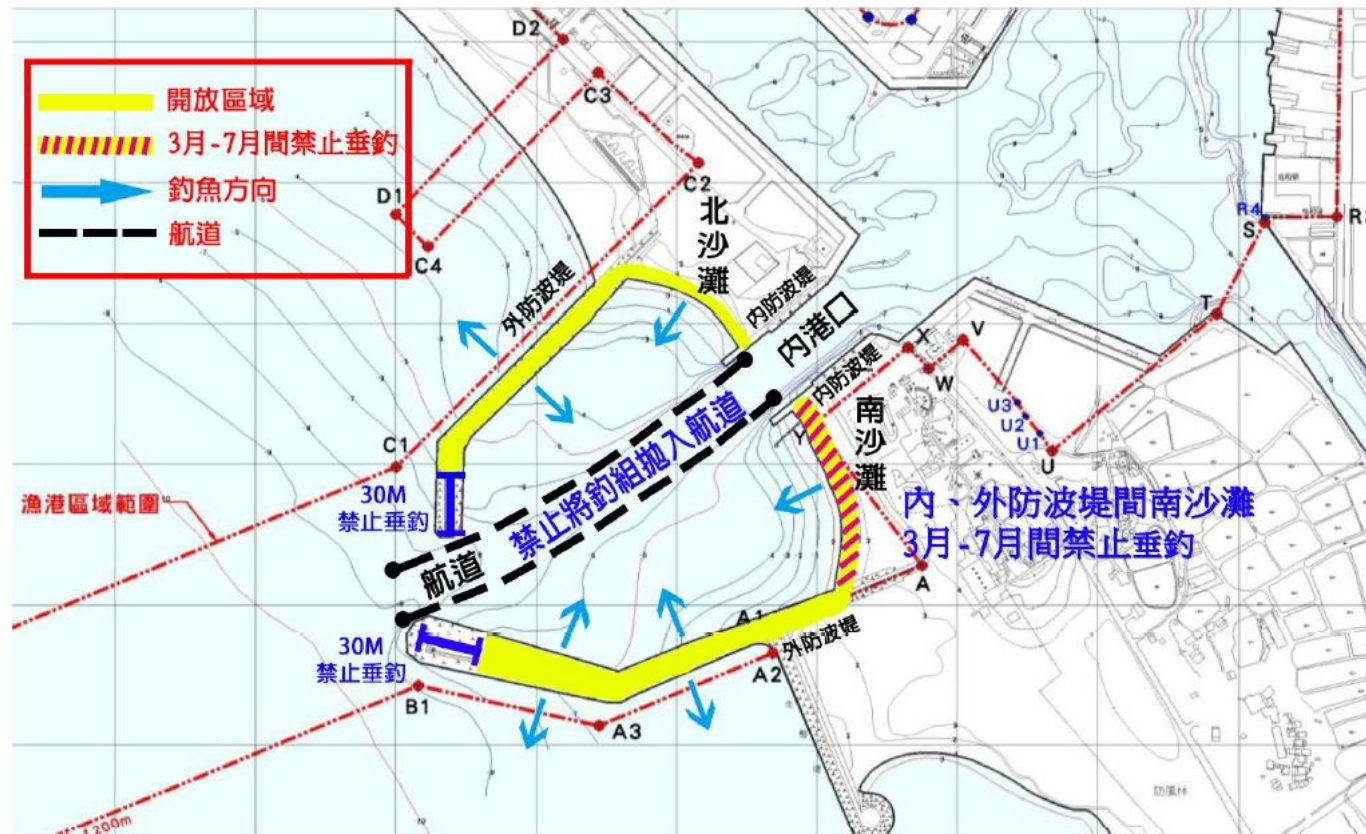 開放區域
3月-7月間禁止垂釣
釣魚方向
航道
D2
C3
C2
D1
C4
北沙灘
外防波堤
內防波堤
內港口
R4
S
R5
T
X
V
W
U3
U2
U1
U
內防波堤
Y
南沙灘
C1
漁港區域範圍
30M
禁止垂釣
禁止將釣組拋入航道
航道
內、外防波堤間南沙灘
3月-7月間禁止垂釣
A
A1
外防波堤
A2
30M
禁止垂釣
B1
A3
防風林
1200m